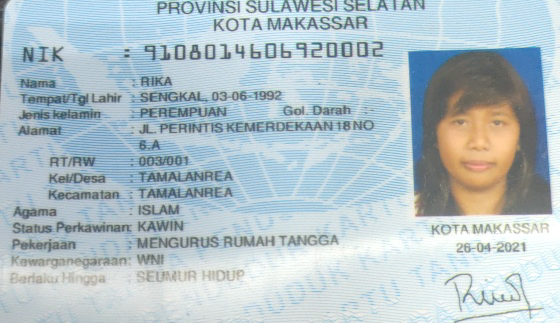 PROVINSI SULAWESI SELATAN
KOTA MAKASSAR
NIK : 9108014606920002
Nama : RIKA
Tempat/Tgl Lahir : SENGKAL, 03-06-1992
Jenis kelamin : PEREMPUAN Gol. Darah :-
Alamat : JL. PERINTIS KEMERDEKAAN 18 NO
6.A
RT/RW : 003/001
Kel/Desa : TAMALANREA
Kecamatan : TAMALANREA
Agama : ISLAM
Status Perkawinan: KAWIN
Pekerjaan : MENGURUS RUMAH TANGGA
Kewarganegaraan: WNI
Berlaku Hingga : SEUMUR HIDUP
KOTA MAKASSAR
26-04-2021